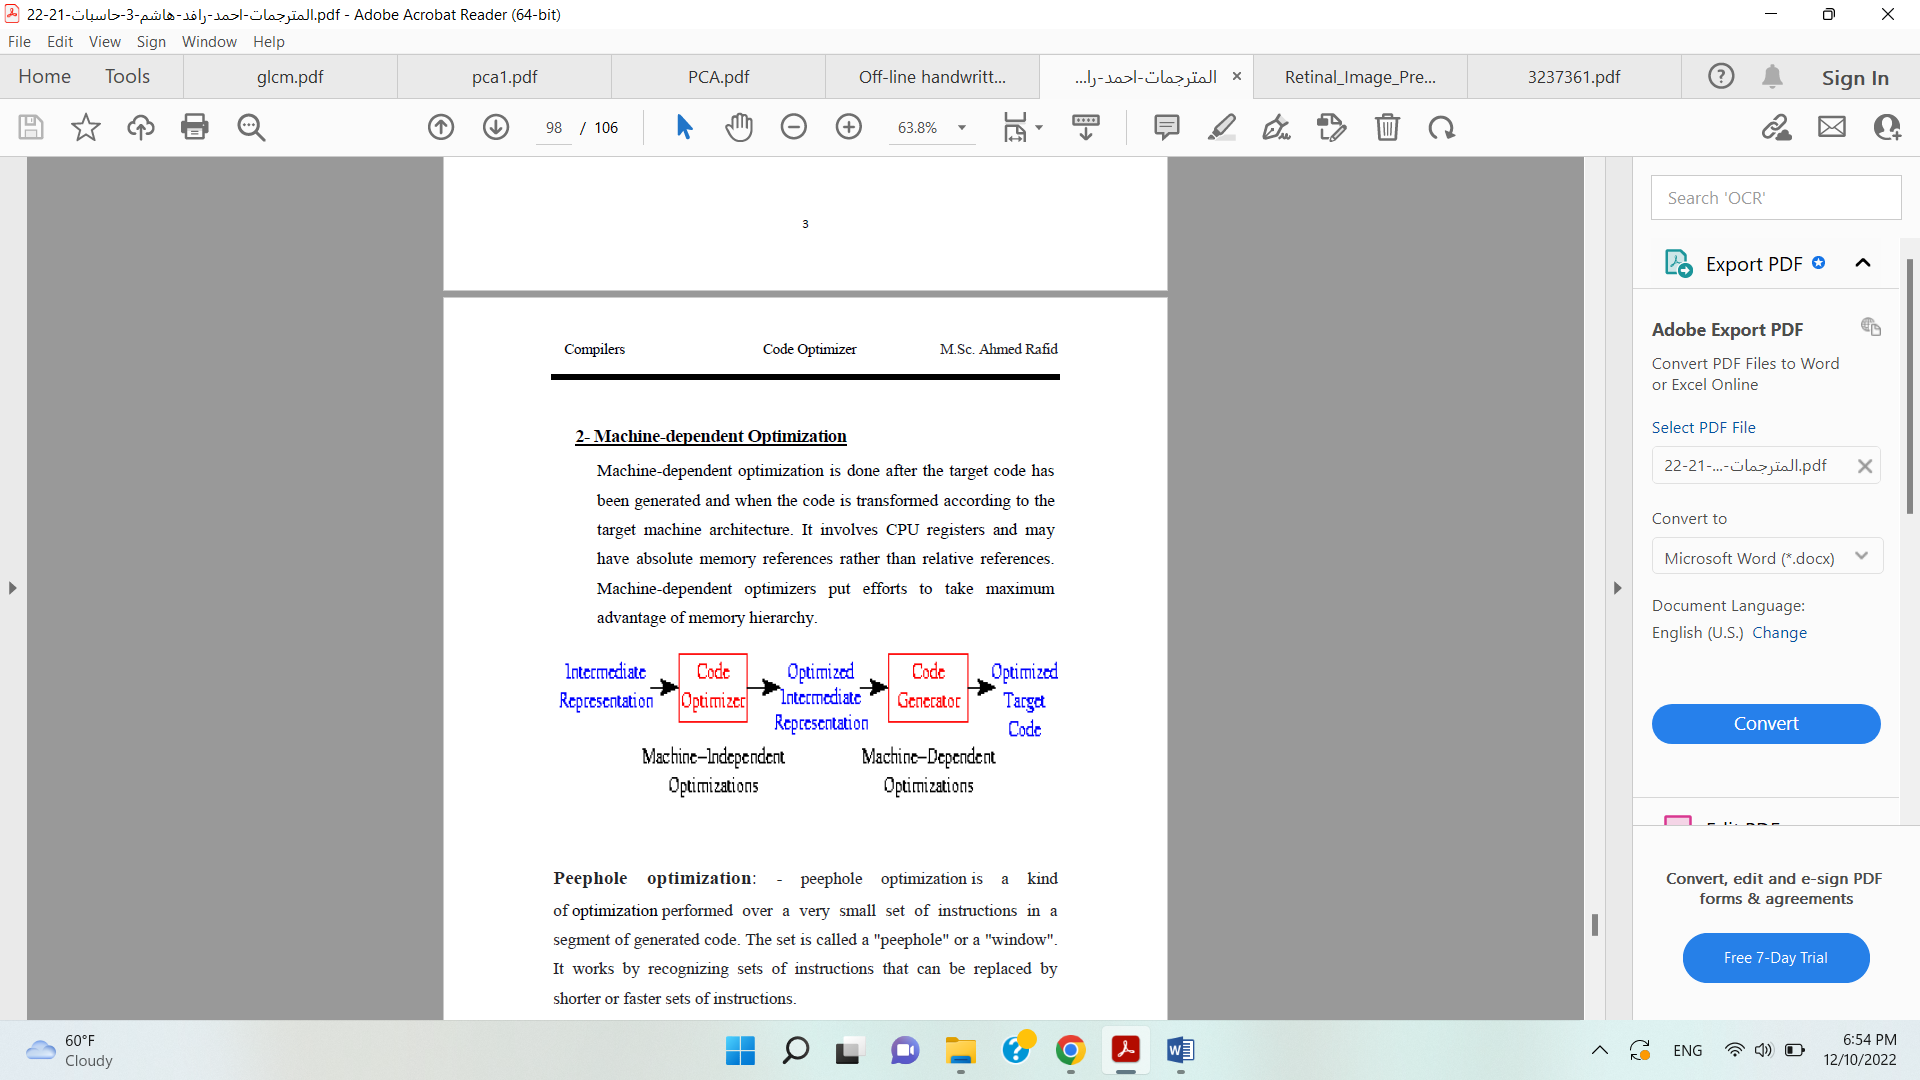 المترجمات-احمد-رافد-هاشم-3-حاسبات-21-22.pdf - Adobe Acrobat Reader (64-bit)
File Edit View Sign Window Help
Home Tools glcm.pdf pca1.pdf PCA.pdf Off-line handwritt... المترجمات-احمد-را... Retinal_Image_Pre... 3237361.pdf Sign In
98 / 106 63.8%
3
Compilers Code Optimizer M.Sc. Ahmed Rafid
2- Machine-dependent Optimization
Machine-dependent optimization is done after the target code has
been generated and when the code is transformed according to the
target machine architecture. It involves CPU registers and may
have absolute memory references rather than relative references.
Machine-dependent optimizers put efforts to take maximum
advantage of memory hierarchy.
Intermediate
Representation
Code
Optimizer
Optimized
Intermediate
Representation
Code
Generator
Optimized
Target
Code
Machine-Independent
Optimizations
Machine-Dependent
Optimizations
Peephole optimization: - peephole optimization is a kind
of optimization performed over a very small set of instructions in a
segment of generated code. The set is called a "peephole" or a "window".
It works by recognizing sets of instructions that can be replaced by
shorter or faster sets of instructions.
Search 'OCR'
Export PDF
Adobe Export PDF
Convert PDF Files to Word
or Excel Online
Select PDF File
المترجمات-...-21-22.pdf
Convert to
Microsoft Word (*.docx)
Document Language:
English (U.S.) Change
Convert
Convert, edit and e-sign PDF
forms & agreements
Free 7-Day Trial
60°F
Cloudy
ENG
6:54 PM
12/10/2022